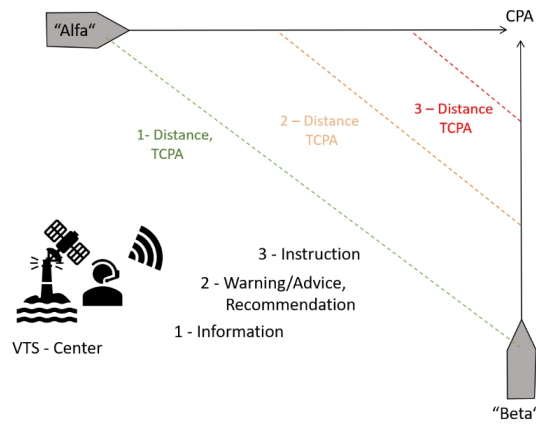 CPA
"Alfa"
1- Distance,
TCPA
2 – Distance
TCPA
3 – Distance
TCPA
3 - Instruction
2 - Warning/Advice,
Recommendation
1 - Information
VTS - Center
"Beta"